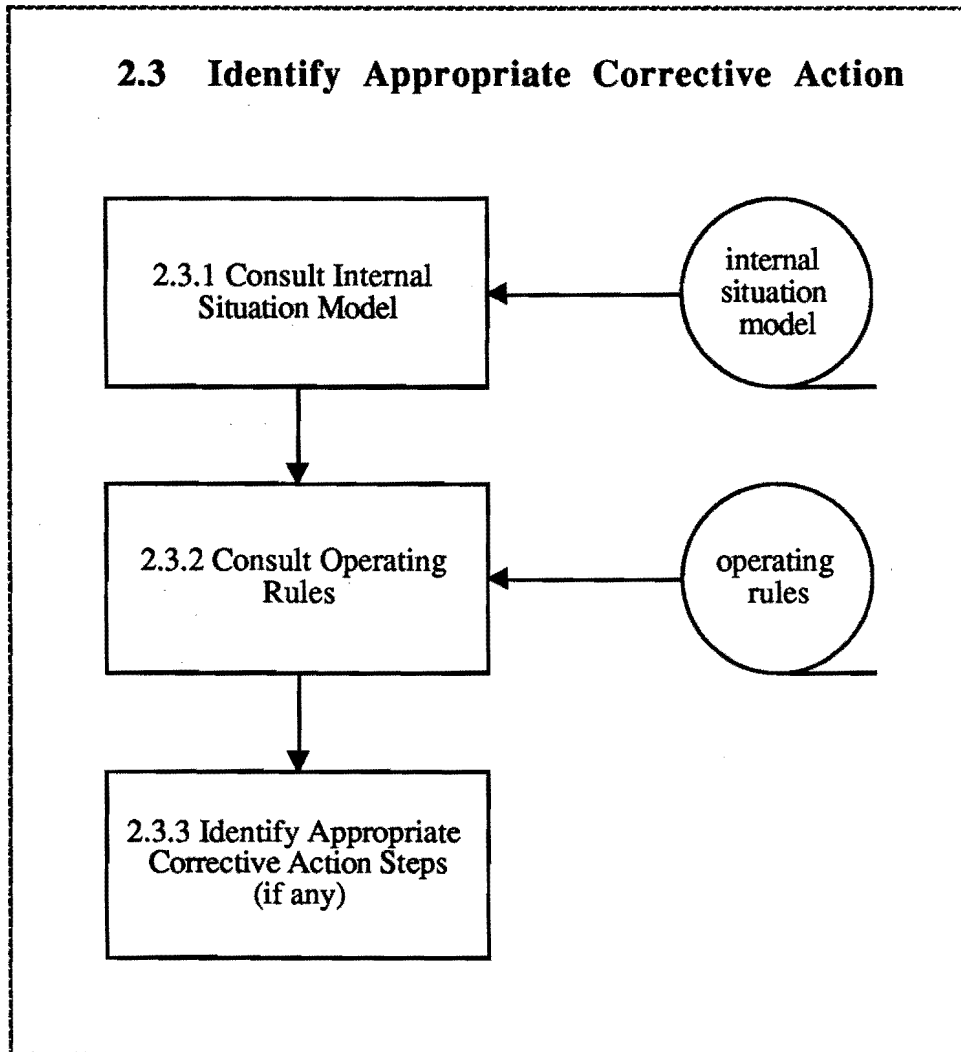 2.3 Identify Appropriate Corrective Action
2.3.1 Consult Internal
Situation Model
internal
situation
model
2.3.2 Consult Operating
Rules
operating
rules
2.3.3 Identify Appropriate
Corrective Action Steps
(if any)